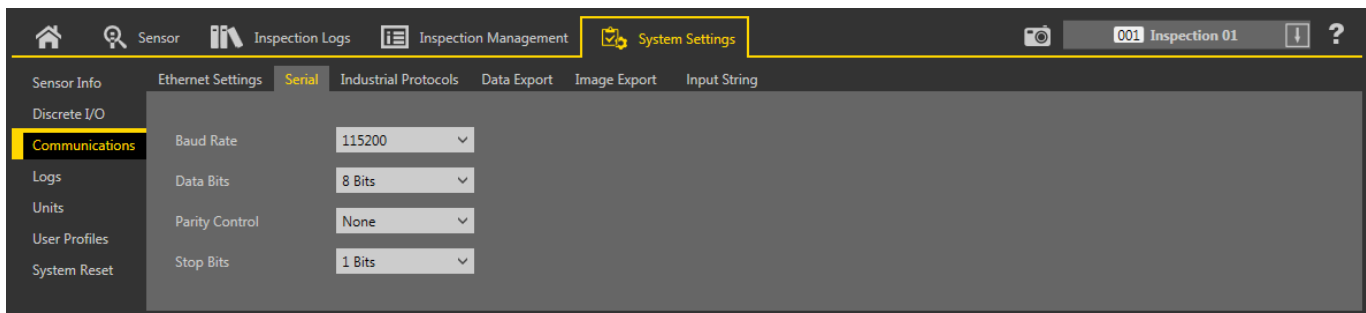 Sensor Inspection Logs Inspection Management System Settings 001 Inspection 01 ?
Sensor Info Ethernet Settings Serial Industrial Protocols Data Export Image Export Input String
Discrete I/O
Communications Baud Rate 115200
Logs Data Bits 8 Bits
Units
Parity Control None
User Profiles
System Reset Stop Bits 1 Bits